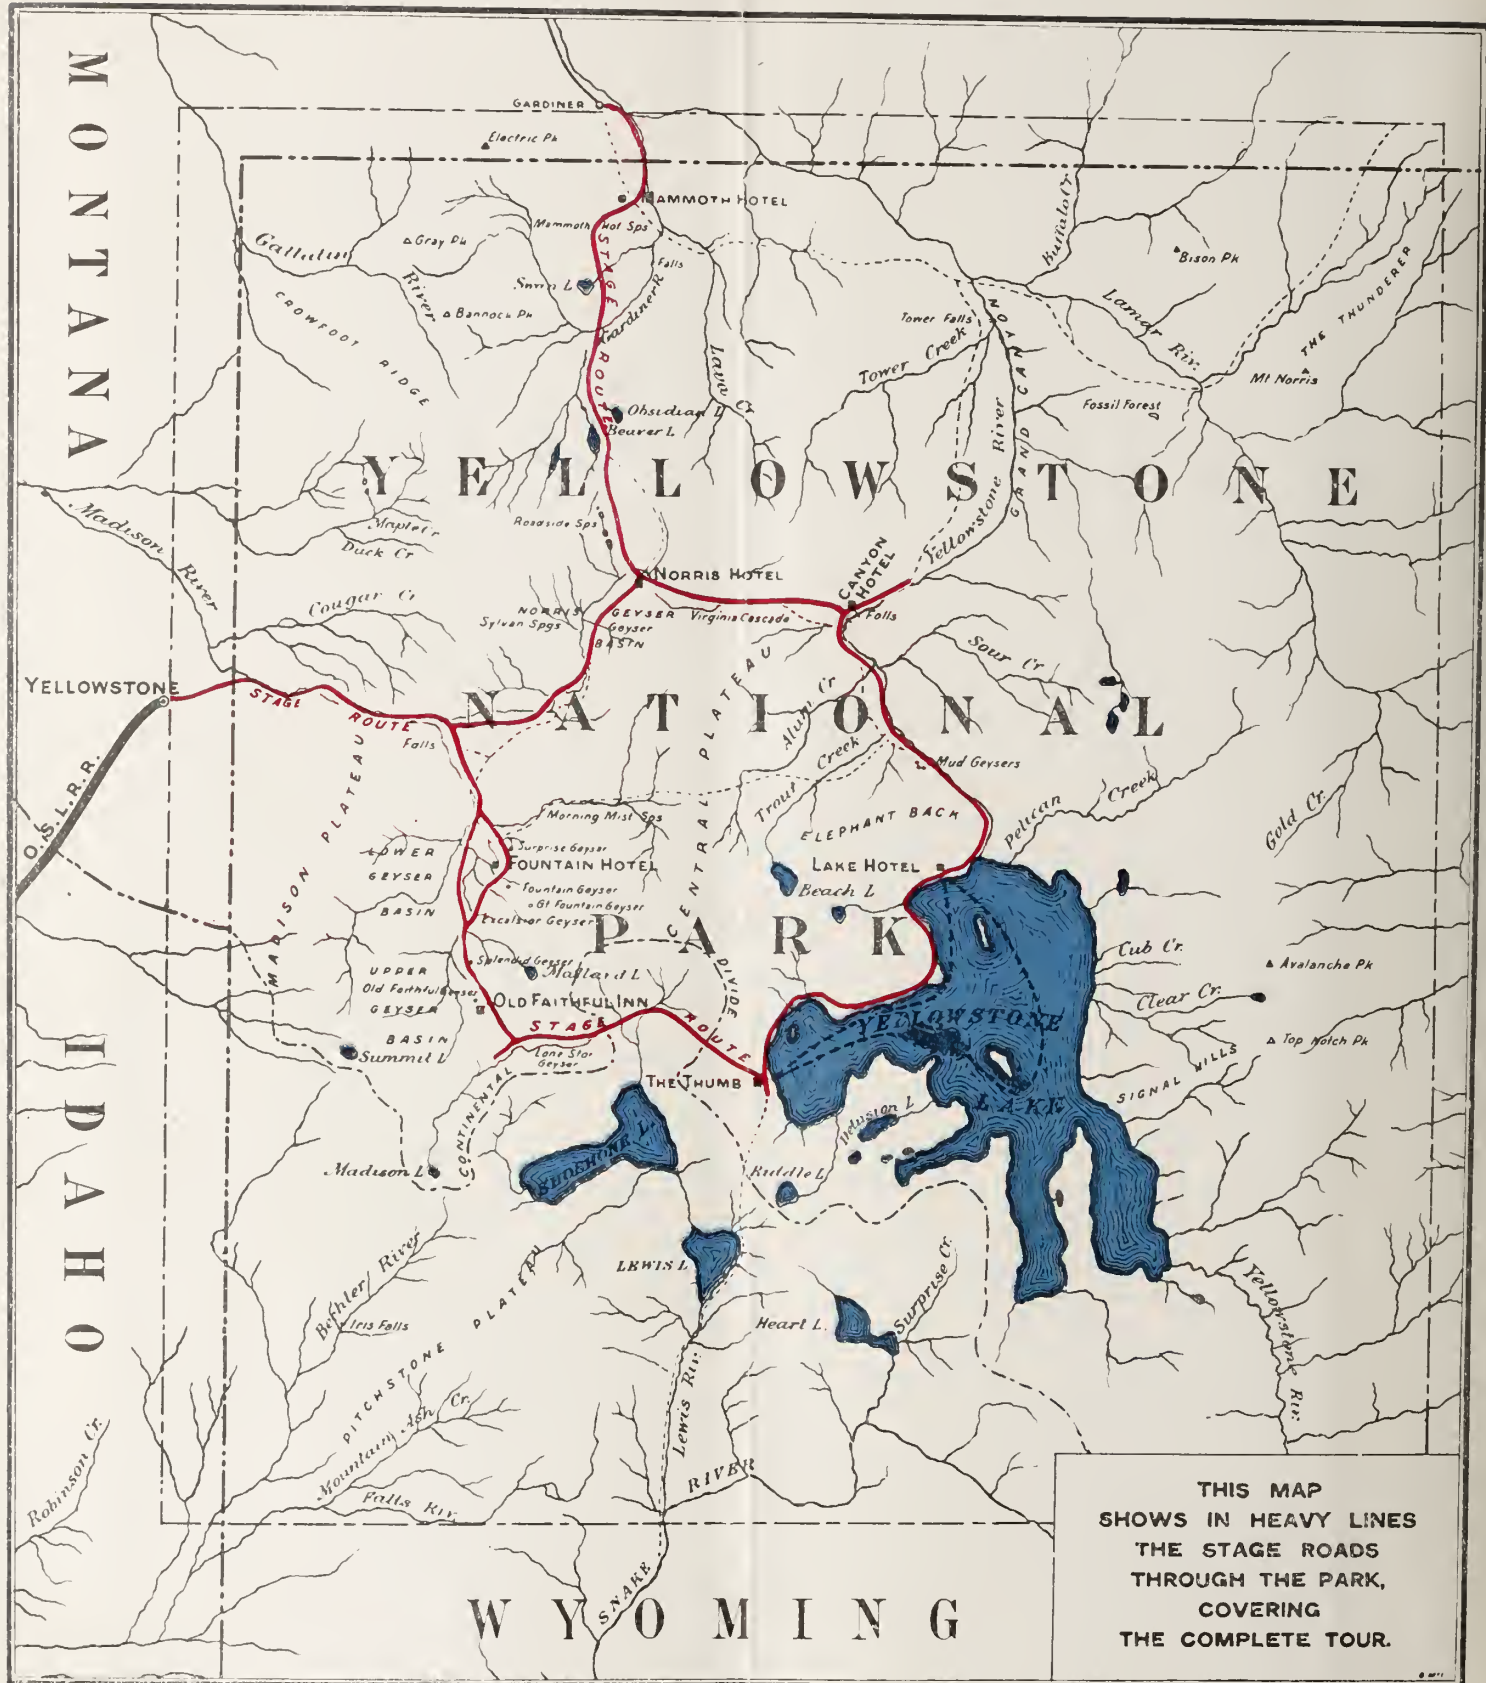 MONTANA
IDAHO
WYOMING
YELLOWSTONE
NATIONAL
PARK
GARDINER
Electric Pk
MAMMOTH HOTEL
Mammoth Hot Sps
Gallatin
River
Gray Pk
Falls
Swan L
Gardiner R
Bannock Pk
CROWFOOT RIDGE
STAGE ROUTE
Lava Cr
Obsidian L
Beaver L
Buffalo Cr
Bison Pk
Lamar Riv.
THE THUNDERER
Mt Norris
Tower Falls
Tower Creek
Fossil Forest
GRAND CANYON
Yellowstone River
Madison River
Maple Cr
Duck Cr
Cougar Cr
Roadside Sps
NORRIS HOTEL
NORRIS GEYSER BASIN
Sylvan Spgs
Geyser
Virginia Cascade
CANYON HOTEL
Falls
YELLOWSTONE
STAGE ROUTE
Falls
O.S.L.R.R.
MADISON PLATEAU
CENTRAL PLATEAU
Sour Cr
Alum Cr
Trout Creek
Mud Geysers
ELEPHANT BACK
Pelican Creek
Gold Cr.
Morning Mist Sps
Surprise Geyser
FOUNTAIN HOTEL
Fountain Geyser
Gt Fountain Geyser
Excelsior Geyser
LOWER
GEYSER
BASIN
LAKE HOTEL
Beach L
Splendid Geyser
Mallard L
UPPER
Old Faithful Geyser
GEYSER
BASIN
OLD FAITHFUL INN
Summit L
STAGE ROUTE
Lone Star
Geyser
CONTINENTAL
DIVIDE
THE THUMB
YELLOWSTONE
LAKE
Cub Cr.
Clear Cr.
Avalanche Pk
Top Notch Pk
SIGNAL HILLS
Delusion L
Riddle L
Madison L
SHOSHONE L.
LEWIS L
Heart L.
Surprise Cr.
Yellowstone Riv.
Bechler River
Iris Falls
PITCHSTONE PLATEAU
Mountain Ash Cr.
Falls Riv.
Robinson Cr.
Lewis Riv.
SNAKE
RIVER
THIS MAP
SHOWS IN HEAVY LINES
THE STAGE ROADS
THROUGH THE PARK,
COVERING
THE COMPLETE TOUR.